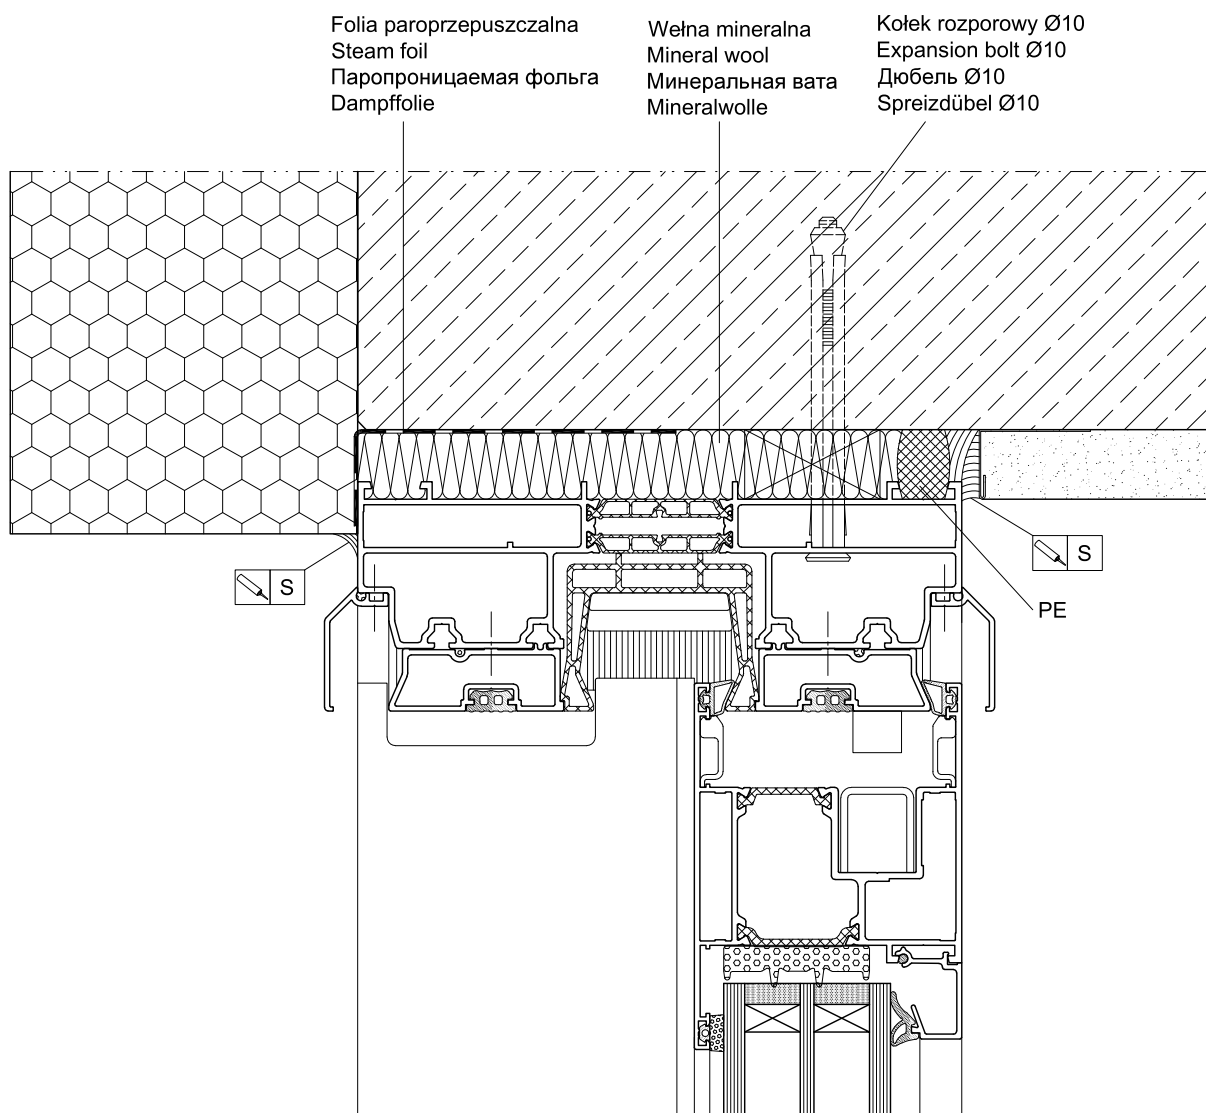 Folia paroprzepuszczalna
Steam foil
Паропроницаемая фольга
Dampffolie
Wełna mineralna
Mineral wool
Минеральная вата
Mineralwolle
Kołek rozporowy Ø10
Expansion bolt Ø10
Дюбель Ø10
Spreizdübel Ø10
S
S
PE